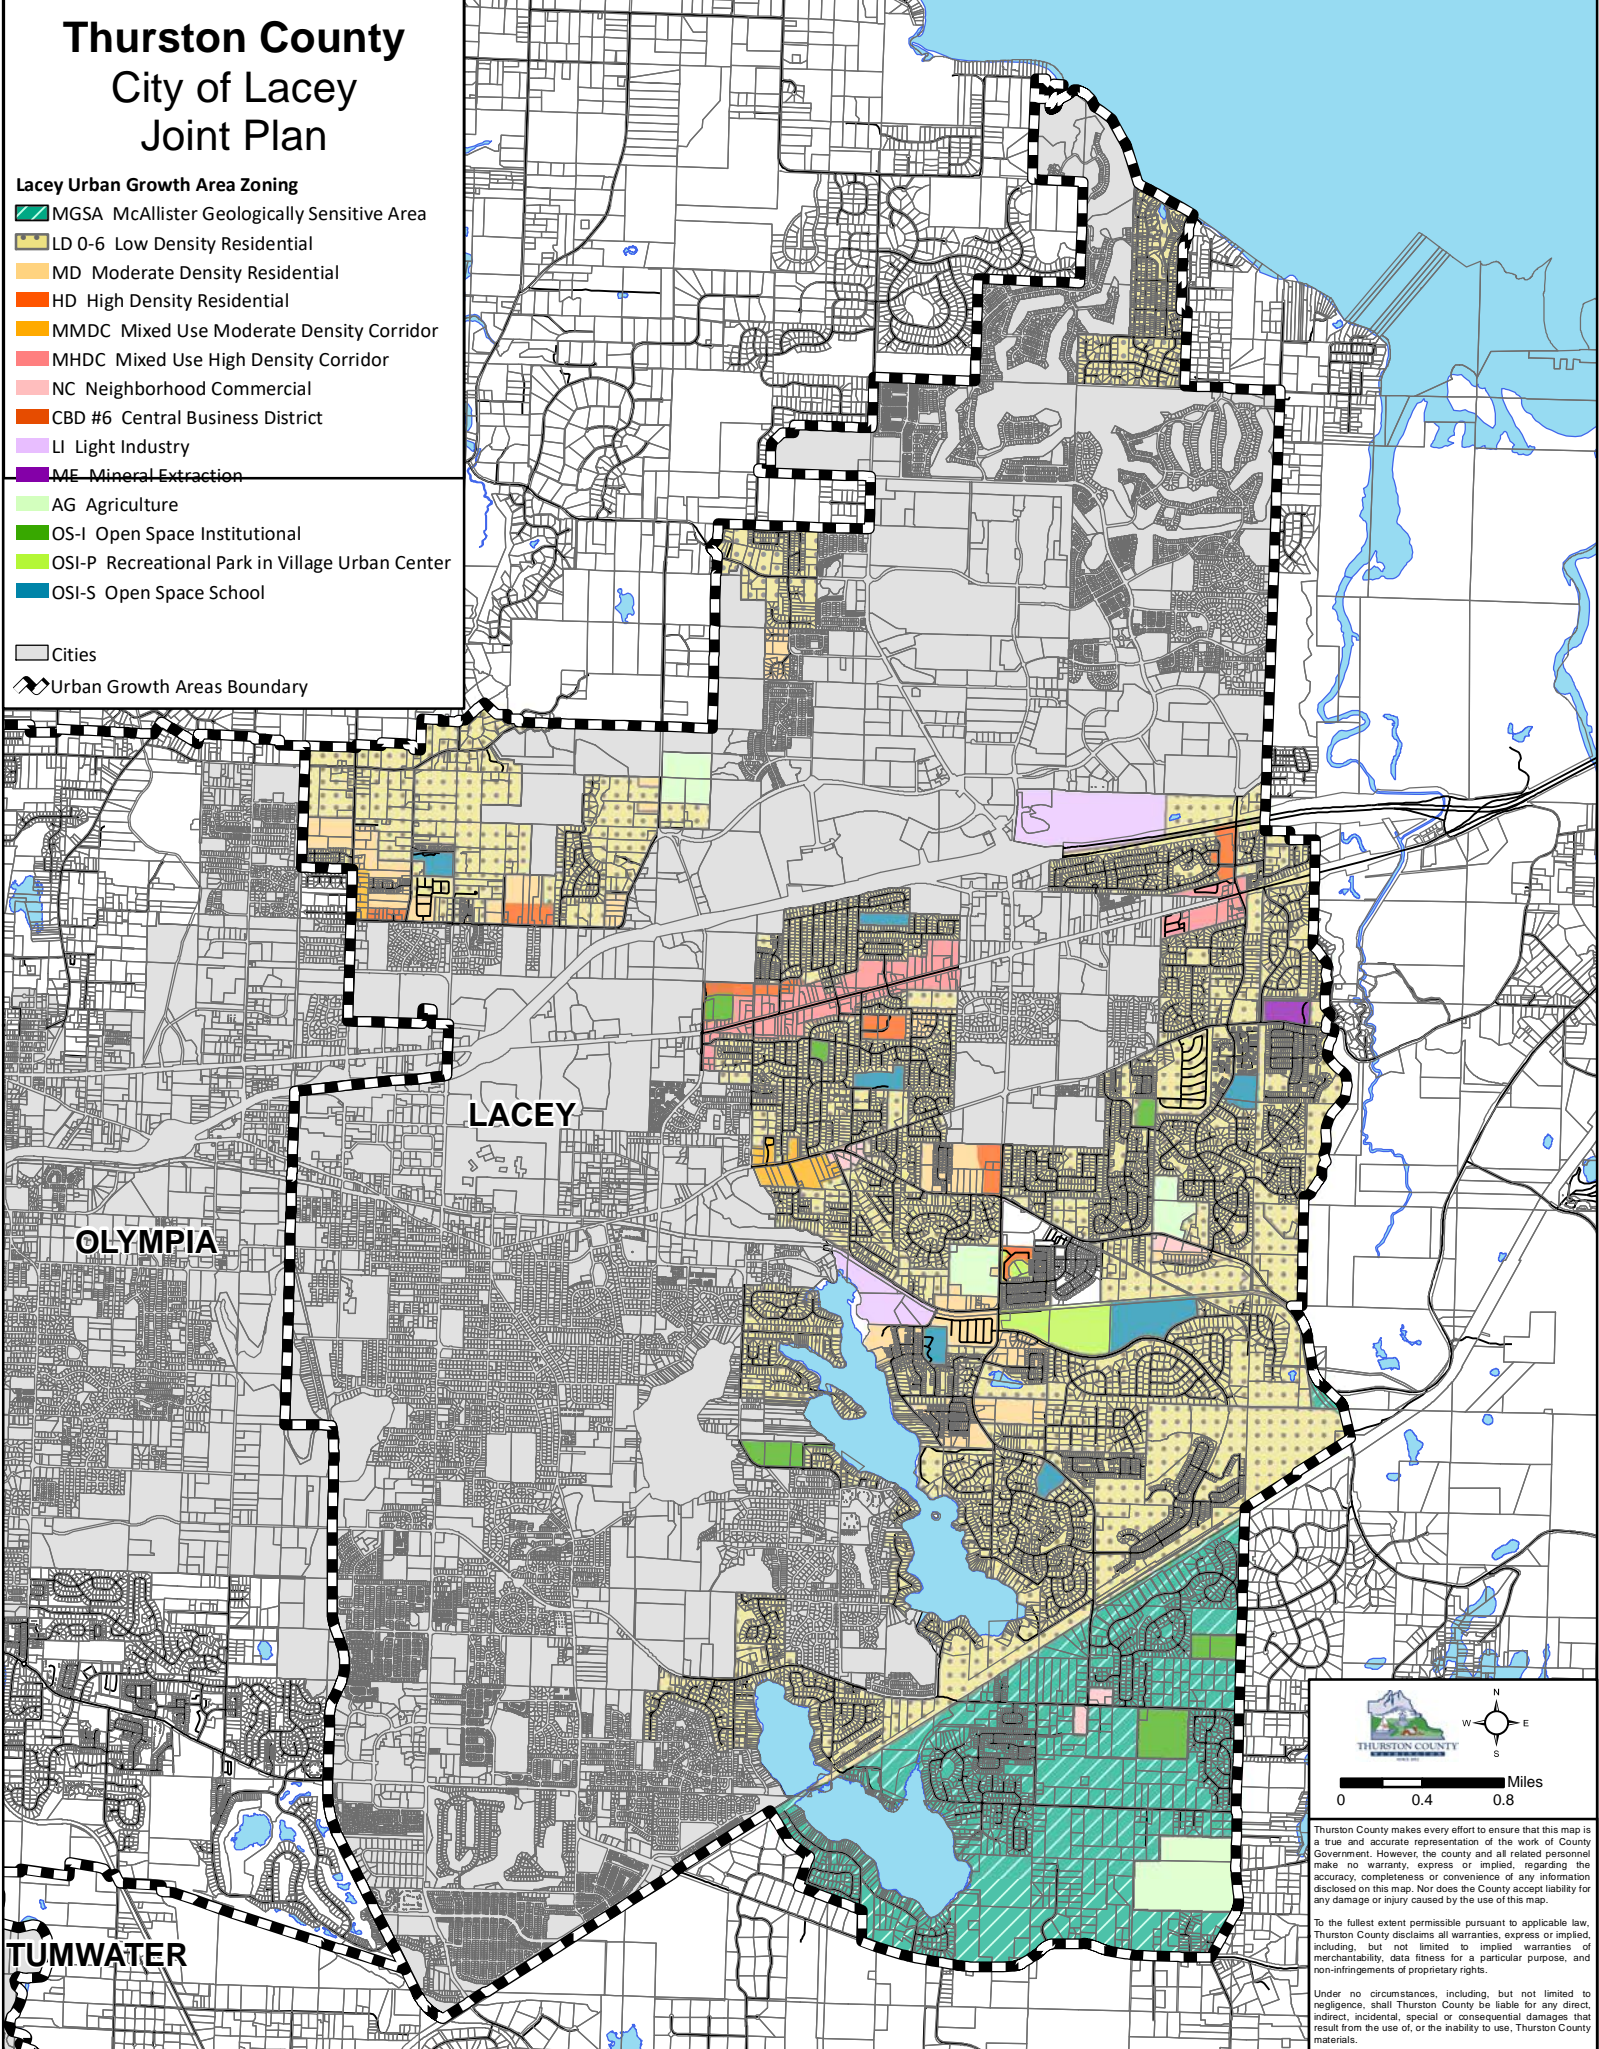 Thurston County
City of Lacey
Joint Plan
Lacey Urban Growth Area Zoning
MGSA McAllister Geologically Sensitive Area
LD 0-6 Low Density Residential
MD Moderate Density Residential
HD High Density Residential
MMDC Mixed Use Moderate Density Corridor
MHDC Mixed Use High Density Corridor
NC Neighborhood Commercial
CBD #6 Central Business District
LI Light Industry
ME Mineral Extraction
AG Agriculture
OS-I Open Space Institutional
OSI-P Recreational Park in Village Urban Center
OSI-S Open Space School
Cities
Urban Growth Areas Boundary
LACEY
OLYMPIA
TUMWATER
THURSTON COUNTY
WASHINGTON
N
W E
S
Miles
0 0.4 0.8
Thurston County makes every effort to ensure that this map is
a true and accurate representation of the work of County
Government. However, the county and all related personnel
make no warranty, express or implied, regarding the
accuracy, completeness or convenience of any information
disclosed on this map. Nor does the County accept liability for
any damage or injury caused by the use of this map.
To the fullest extent permissible pursuant to applicable law,
Thurston County disclaims all warranties, express or implied,
including, but not limited to implied warranties of
merchantability, data fitness for a particular purpose, and
non-infringements of proprietary rights.
Under no circumstances, including, but not limited to
negligence, shall Thurston County be liable for any direct,
indirect, incidental, special or consequential damages that
result from the use of, or the inability to use, Thurston County
materials.